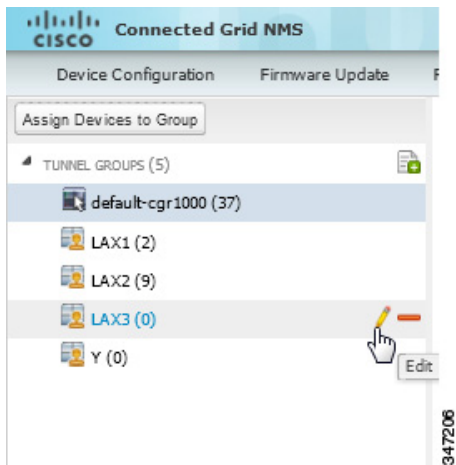 CISCO
Connected Grid NMS
Device Configuration Firmware Update
Assign Devices to Group
TUNNEL GROUPS (5)
default-cgr1000 (37)
LAX1 (2)
LAX2 (9)
LAX3 (0)
Edit
Y (0)
347206